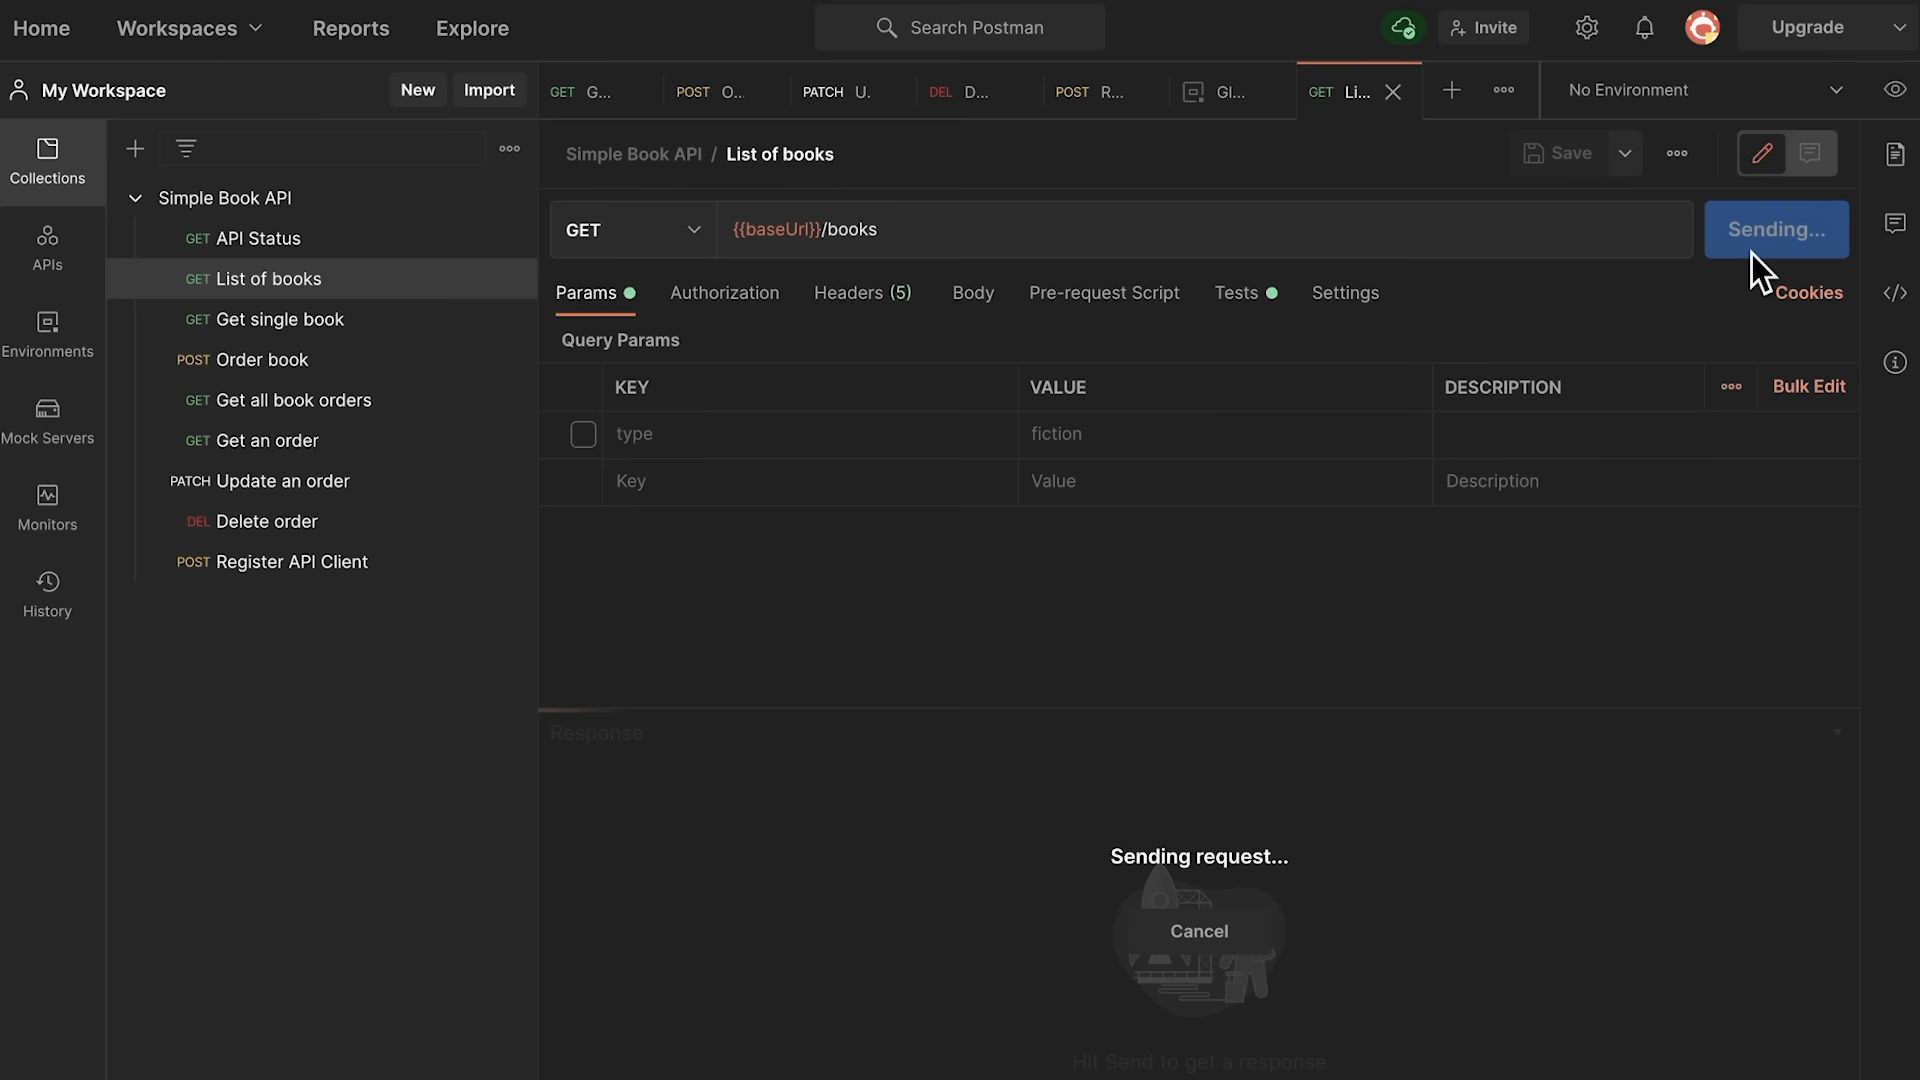 Home Workspaces Reports Explore Search Postman Invite Upgrade
My Workspace New Import
GET G... POST O... PATCH U. DEL D... POST R... Gl... GET Li... No Environment
Collections
APIs
Environments
Mock Servers
Monitors
History
Simple Book API
GET API Status
GET List of books
GET Get single book
POST Order book
GET Get all book orders
GET Get an order
PATCH Update an order
DEL Delete order
POST Register API Client
Simple Book API / List of books Save
GET {{baseUrl}}/books Sending...
Params Authorization Headers (5) Body Pre-request Script Tests Settings Cookies
Query Params
KEY VALUE DESCRIPTION Bulk Edit
type fiction
Key Value Description
Response
Sending request...
Cancel
Hit Send to get a response